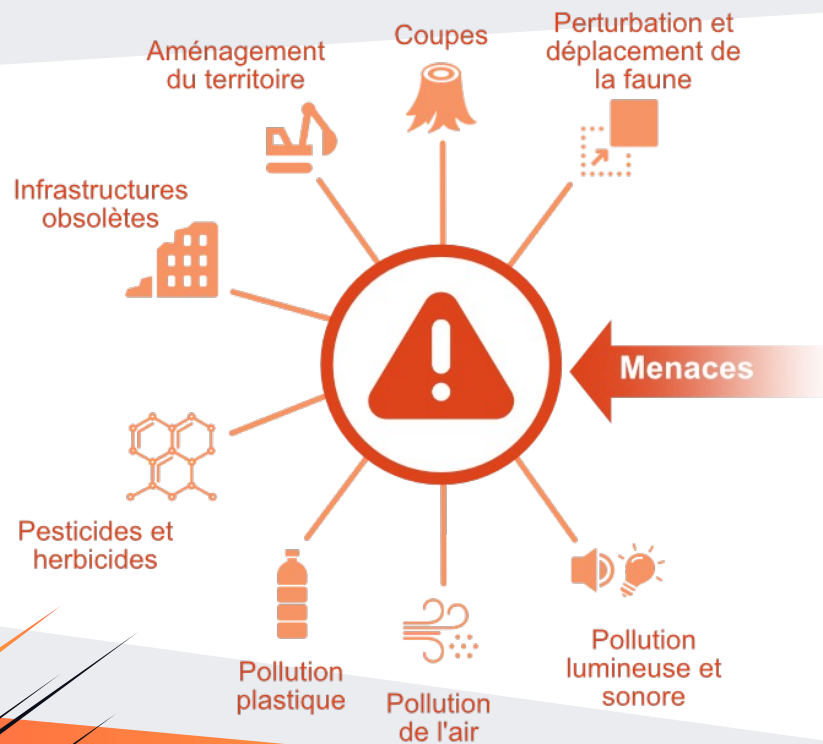 Aménagement
du territoire
Coupes
Perturbation et
déplacement de
la faune
Infrastructures
obsolètes
Menaces
Pesticides et
herbicides
Pollution
plastique
Pollution
de l'air
Pollution
lumineuse et
sonore